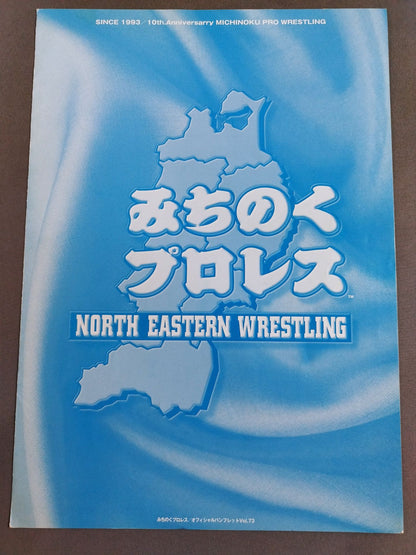 SINCE 1993／10th.Anniversarry MICHINOKU PRO WRESTLING
みちのく
プロレス
TM
NORTH EASTERN WRESTLING
みちのくプロレス／オフィシャルパンフレットVol.73